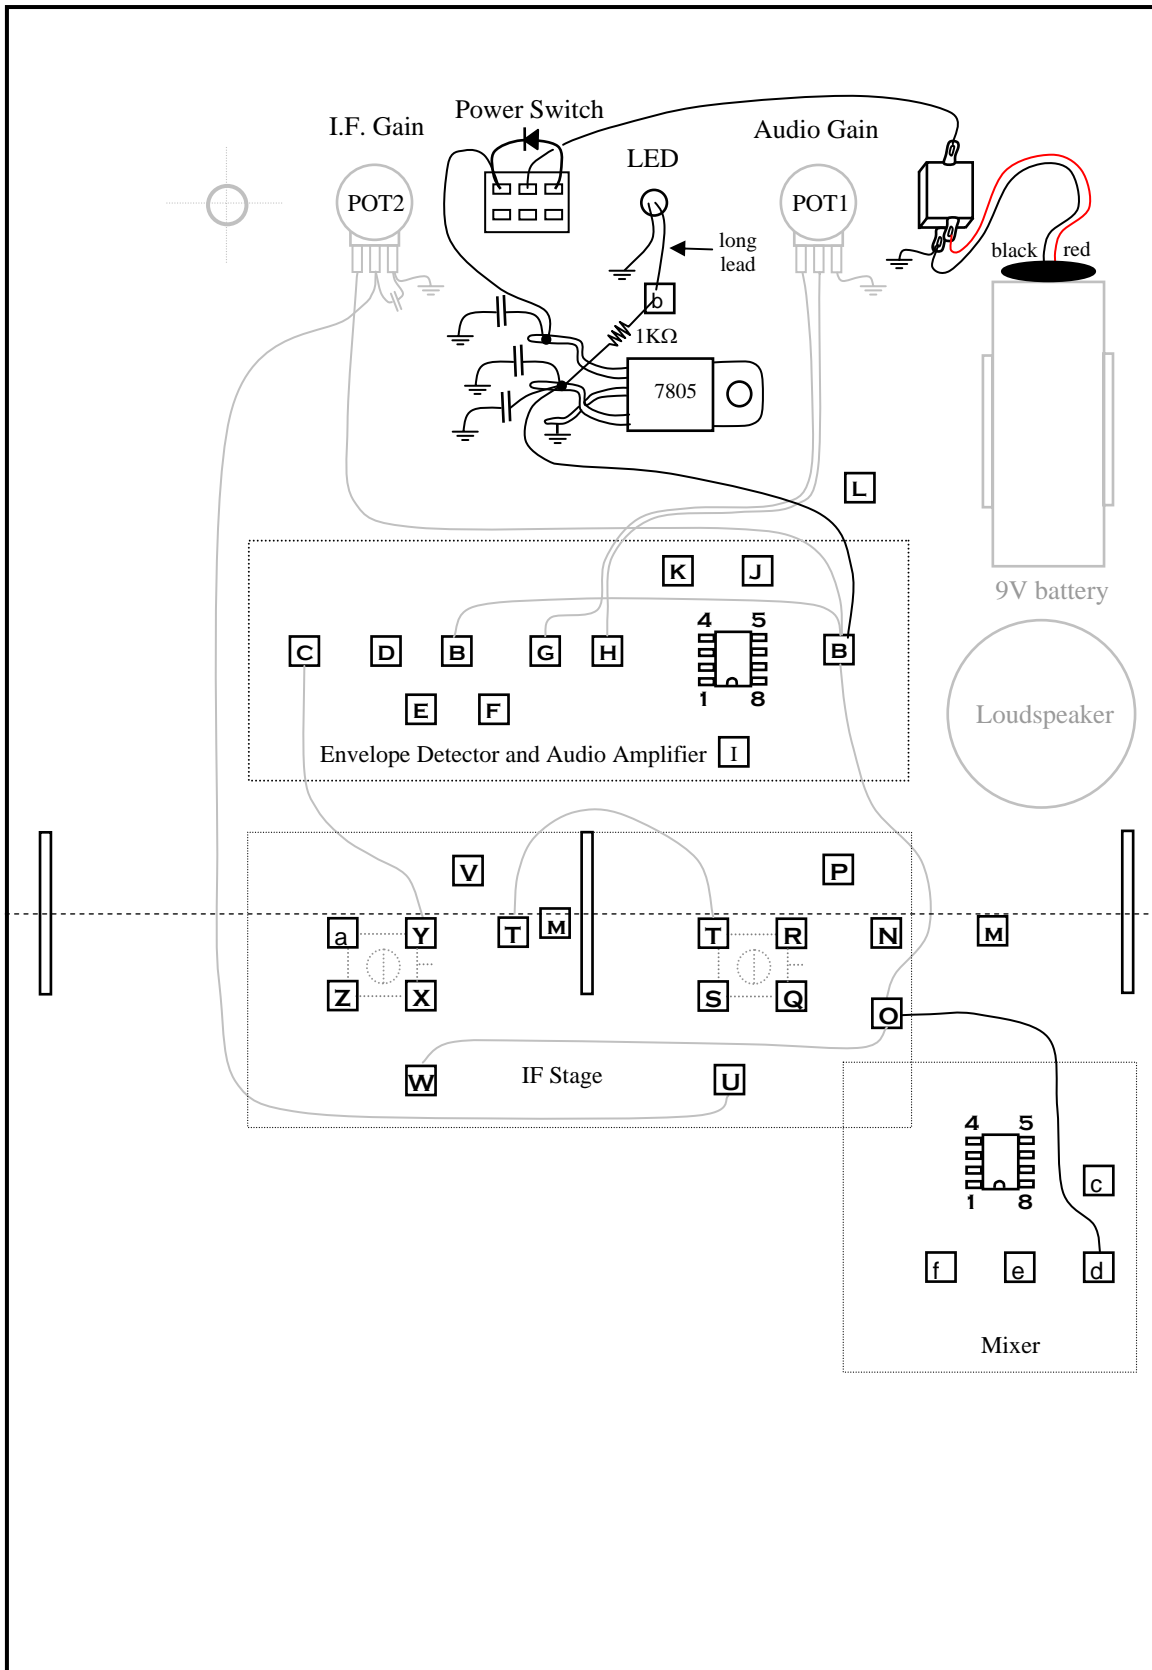 Power Switch
I.F. Gain
Audio Gain
LED
POT2
POT1
long
lead
black
red
b
1KΩ
7805
L
9V battery
K
J
4
5
C
D
B
G
H
B
1
8
E
F
Loudspeaker
Envelope Detector and Audio Amplifier
I
V
P
a
Y
T
M
T
R
N
M
Z
X
S
Q
O
W
IF Stage
U
4
5
c
1
8
f
e
d
Mixer